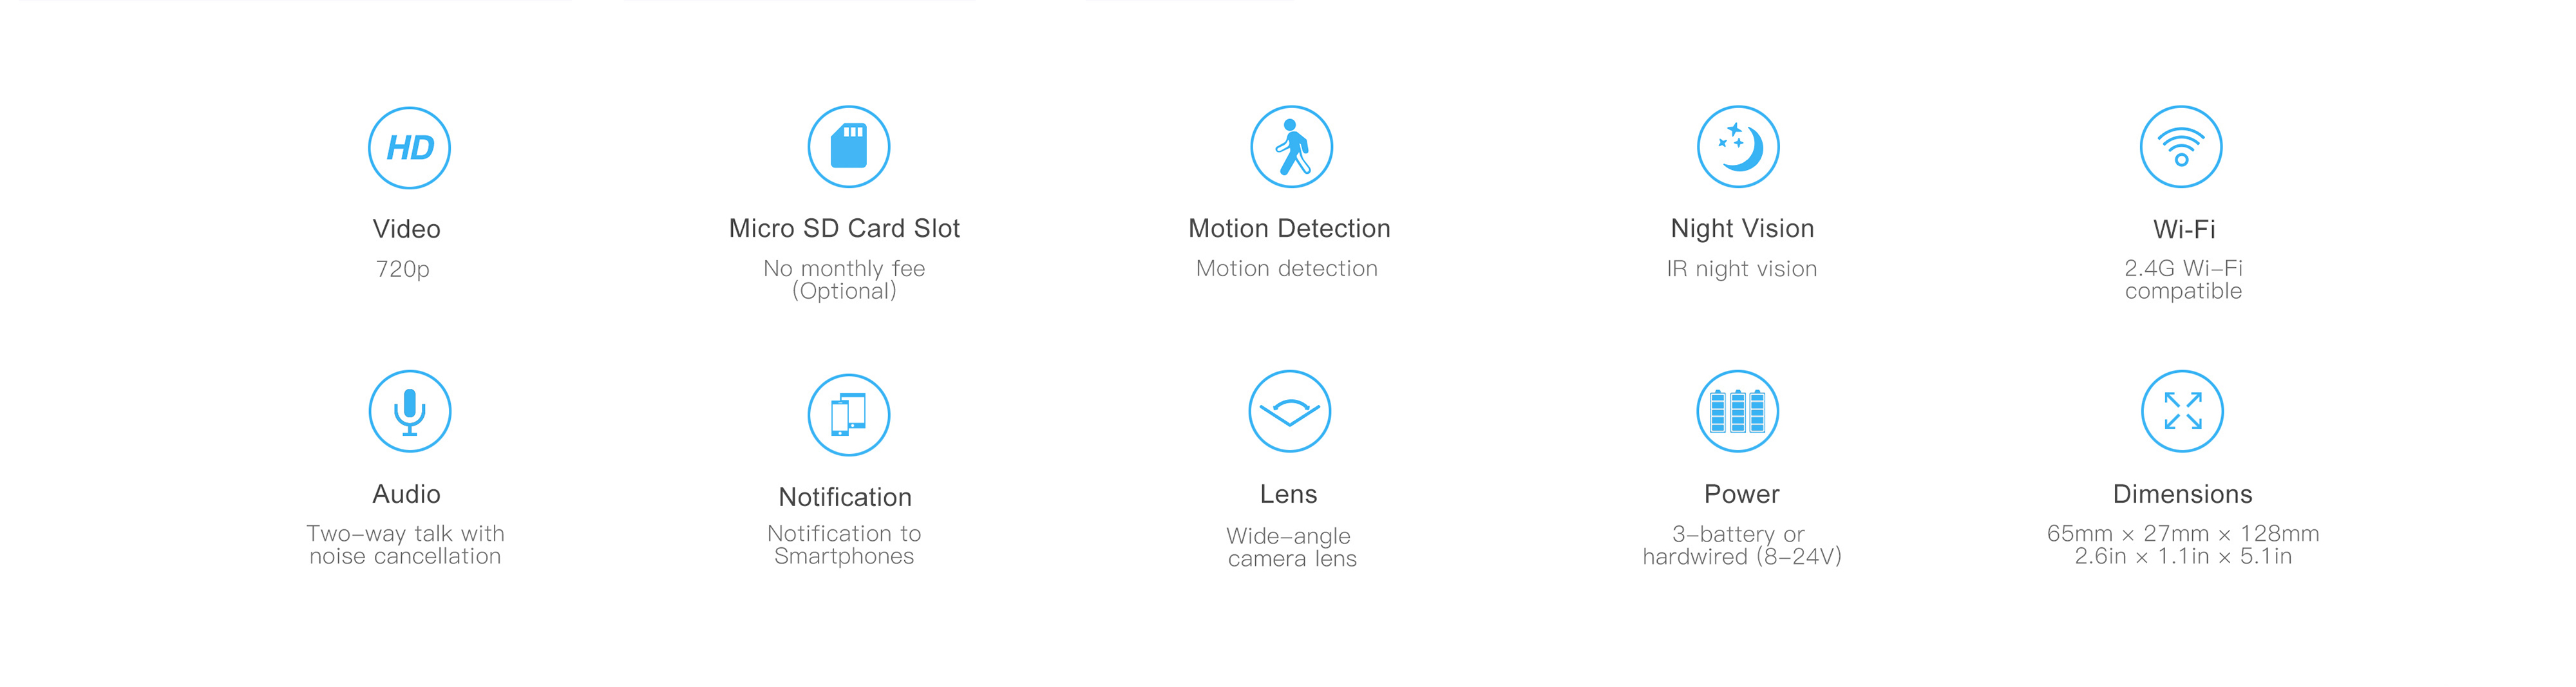 HD
Video
720p
Micro SD Card Slot
No monthly fee
(Optional)
Motion Detection
Motion detection
Night Vision
IR night vision
Wi-Fi
2.4G Wi–Fi
compatible
Audio
Two–way talk with
noise cancellation
Notification
Notification to
Smartphones
Lens
Wide–angle
camera lens
Power
3–battery or
hardwired (8–24V)
Dimensions
65mm × 27mm × 128mm
2.6in × 1.1in × 5.1in